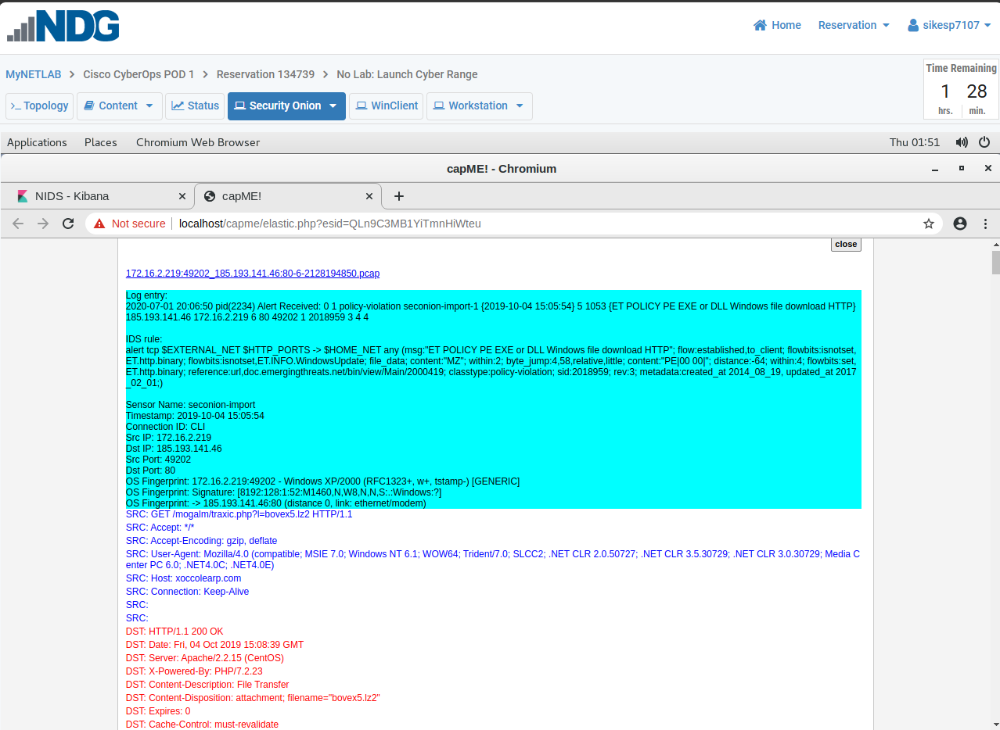 NDG
Home Reservation sikesp7107
MyNETLAB > Cisco CyberOps POD 1 > Reservation 134739 > No Lab: Launch Cyber Range
Time Remaining
1 28
hrs. min.
>_ Topology Content Status Security Onion WinClient Workstation
Applications Places Chromium Web Browser Thu 01:51
capME! - Chromium
NIDS - Kibana × capME! × +
Not secure | localhost/capme/elastic.php?esid=QLn9C3MB1YiTmnHiWteu
close
172.16.2.219:49202_185.193.141.46:80-6-2128194850.pcap
Log entry:
2020-07-01 20:06:50 pid(2234) Alert Received: 0 1 policy-violation seconion-import-1 {2019-10-04 15:05:54} 5 1053 {ET POLICY PE EXE or DLL Windows file download HTTP}
185.193.141.46 172.16.2.219 6 80 49202 1 2018959 3 4 4
IDS rule:
alert tcp $EXTERNAL_NET $HTTP_PORTS -> $HOME_NET any (msg:"ET POLICY PE EXE or DLL Windows file download HTTP"; flow:established,to_client; flowbits:isnotset,
ET.http.binary; flowbits:isnotset,ET.INFO.WindowsUpdate; file_data; content:"MZ"; within:2; byte_jump:4,58,relative,little; content:"PE|00 00|"; distance:-64; within:4; flowbits:set,
ET.http.binary; reference:url,doc.emergingthreats.net/bin/view/Main/2000419; classtype:policy-violation; sid:2018959; rev:3; metadata:created_at 2014_08_19, updated_at 2017
_02_01;)
Sensor Name: seconion-import
Timestamp: 2019-10-04 15:05:54
Connection ID: CLI
Src IP: 172.16.2.219
Dst IP: 185.193.141.46
Src Port: 49202
Dst Port: 80
OS Fingerprint: 172.16.2.219:49202 - Windows XP/2000 (RFC1323+, w+, tstamp-) [GENERIC]
OS Fingerprint: Signature: [8192:128:1:52:M1460,N,W8,N,N,S:.:Windows:?]
OS Fingerprint: -> 185.193.141.46:80 (distance 0, link: ethernet/modem)
SRC: GET /mogalm/traxic.php?l=bovex5.lz2 HTTP/1.1
SRC: Accept: */*
SRC: Accept-Encoding: gzip, deflate
SRC: User-Agent: Mozilla/4.0 (compatible; MSIE 7.0; Windows NT 6.1; WOW64; Trident/7.0; SLCC2; .NET CLR 2.0.50727; .NET CLR 3.5.30729; .NET CLR 3.0.30729; Media C
enter PC 6.0; .NET4.0C; .NET4.0E)
SRC: Host: xoccolearp.com
SRC: Connection: Keep-Alive
SRC:
SRC:
DST: HTTP/1.1 200 OK
DST: Date: Fri, 04 Oct 2019 15:08:39 GMT
DST: Server: Apache/2.2.15 (CentOS)
DST: X-Powered-By: PHP/7.2.23
DST: Content-Description: File Transfer
DST: Content-Disposition: attachment; filename="bovex5.lz2"
DST: Expires: 0
DST: Cache-Control: must-revalidate